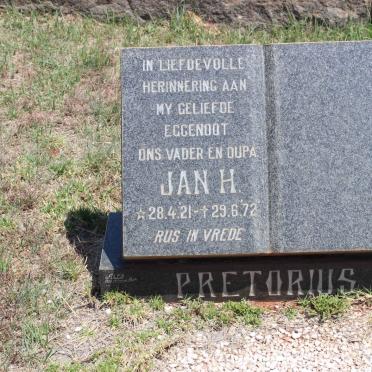 IN LIEFDEVOLLE
HERINNERING AAN
MY GELIEFDE
EGGENOOT
ONS VADER EN OUPA
JAN H.
☆ 28.4.21 - † 29.6.72
RUS IN VREDE
PRETORIUS